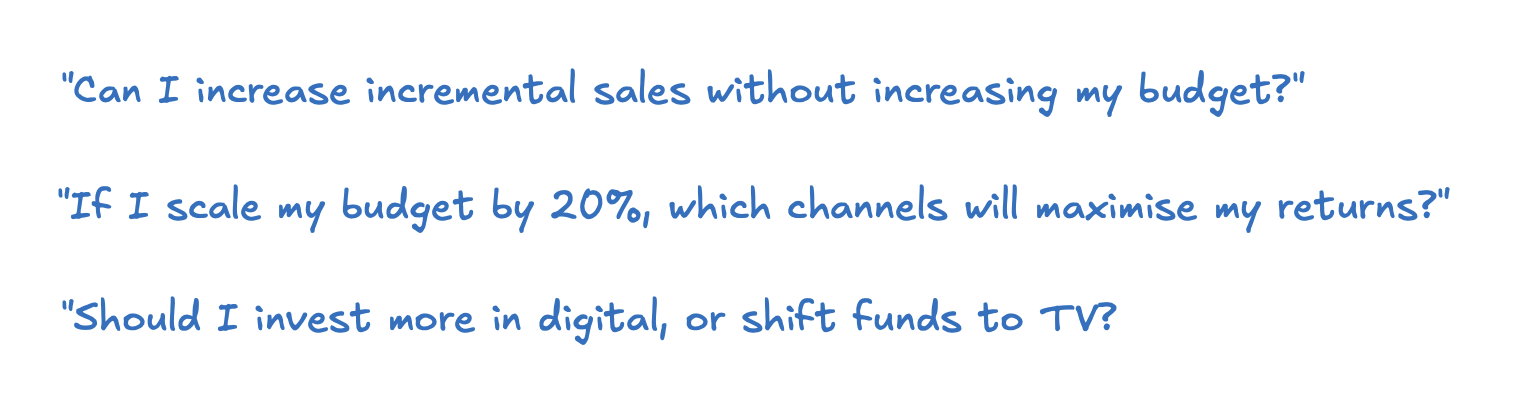 "Can I increase incremental sales without increasing my budget?"
"If I scale my budget by 20%, which channels will maximise my returns?"
"Should I invest more in digital, or shift funds to TV?